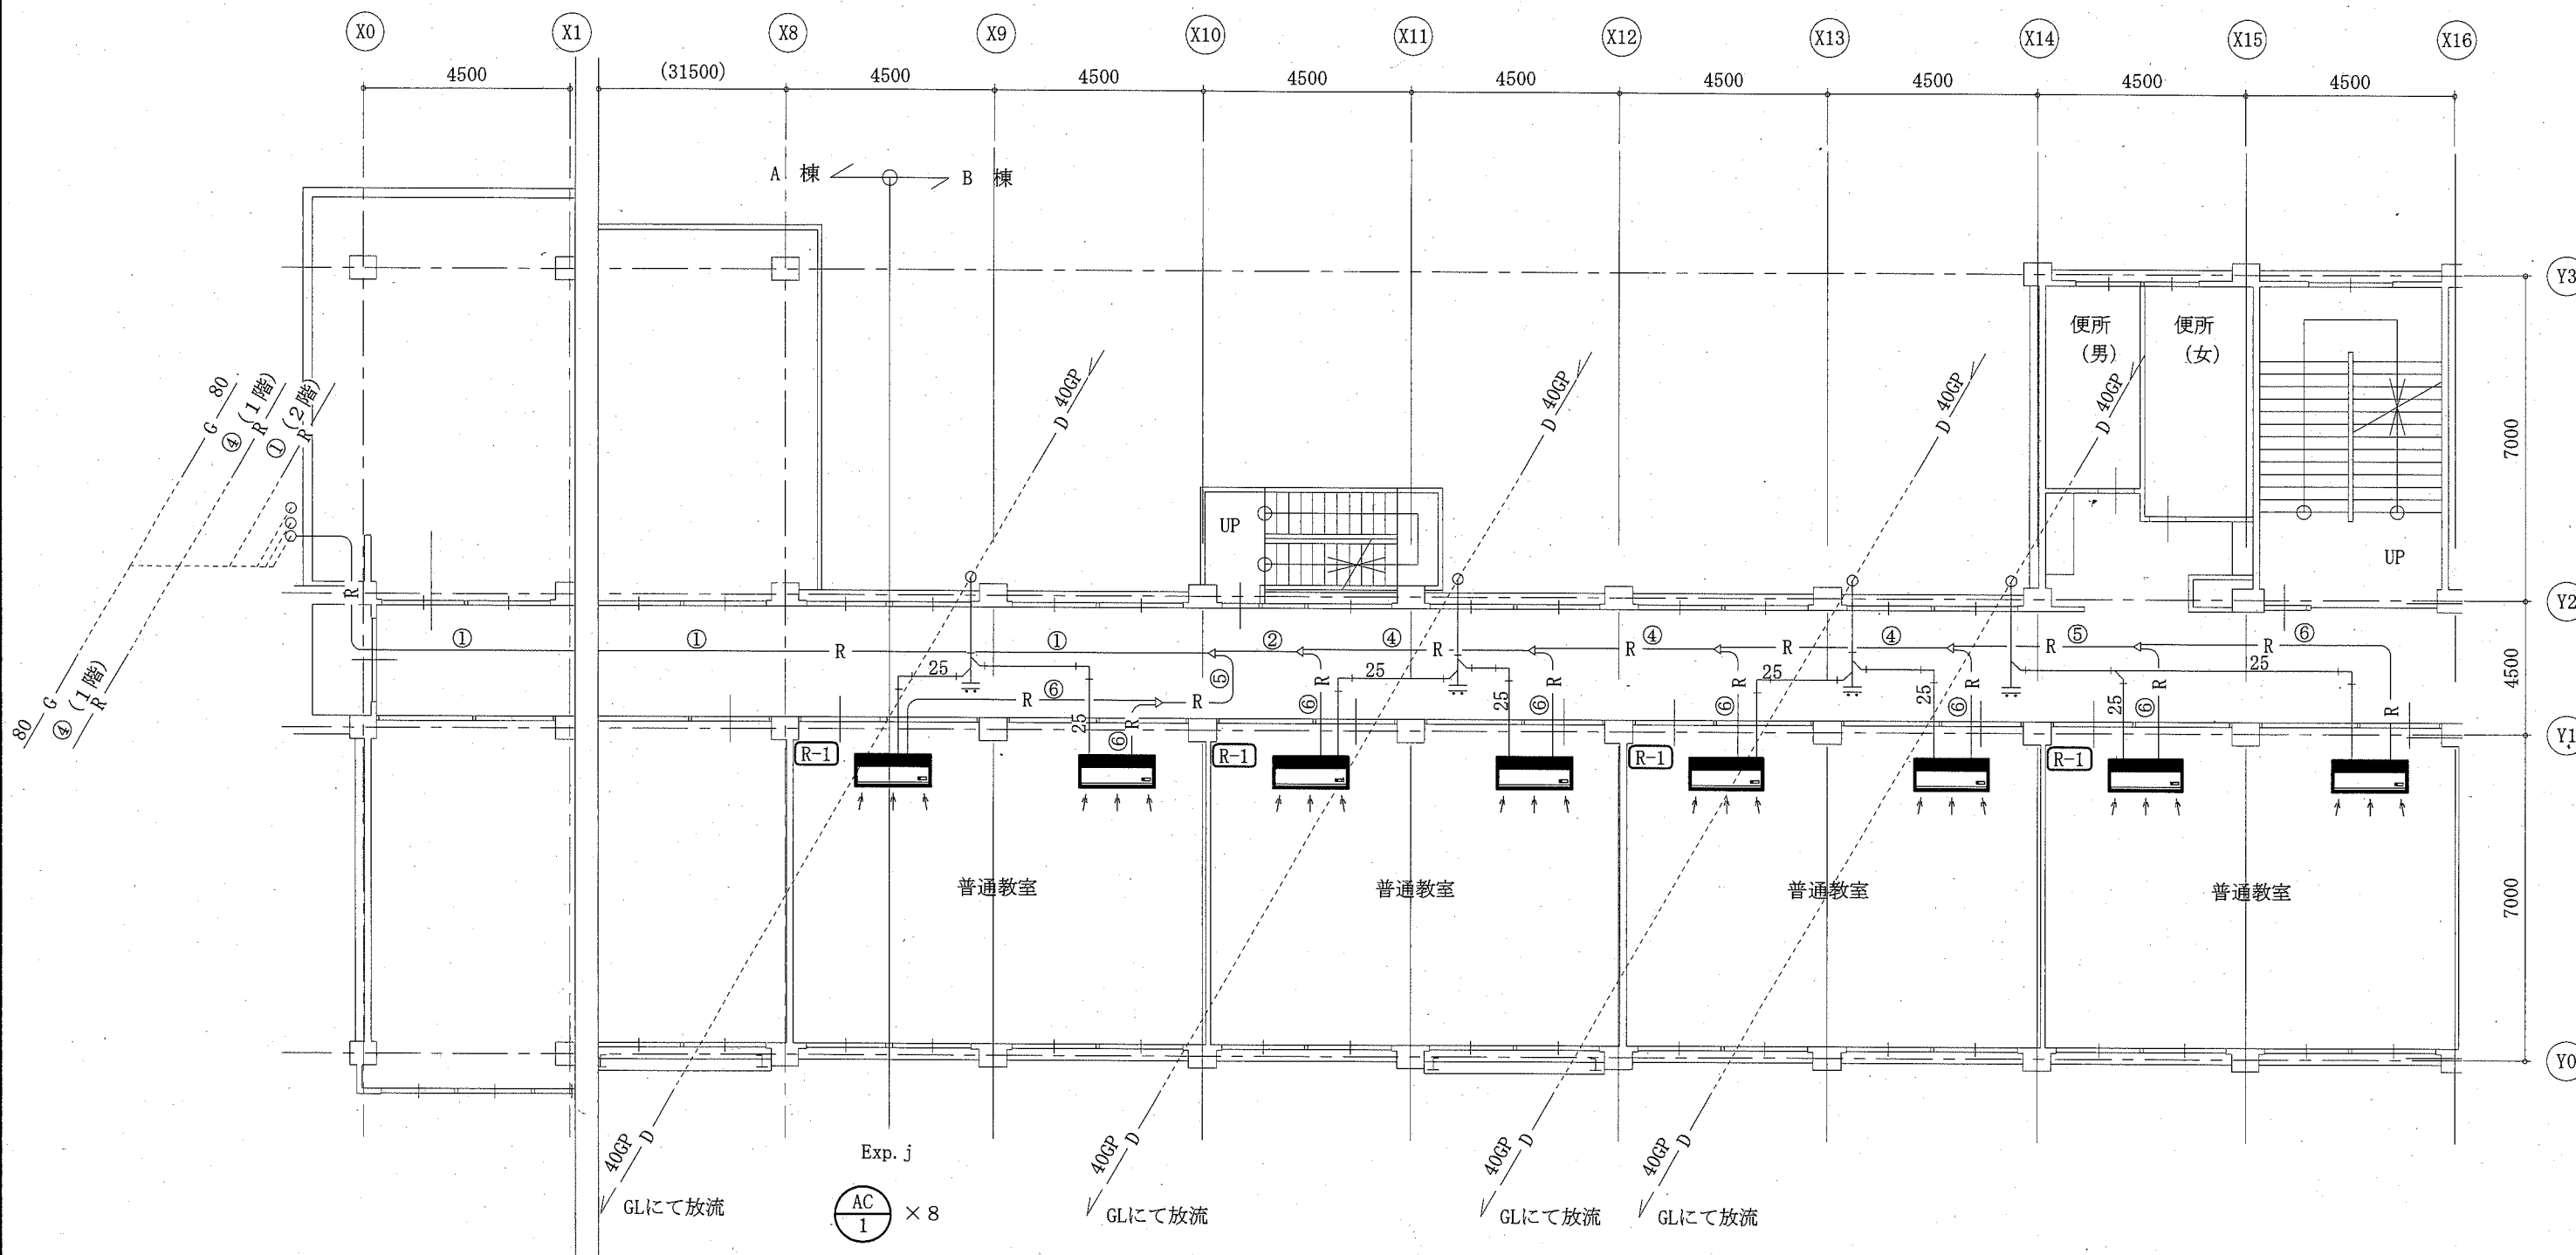 X0 X1 X8 X9 X10 X11 X12 X13 X14 X15 X16
4500 (31500) 4500 4500 4500 4500 4500 4500 4500 4500
A 棟 B 棟
Y3
便所
(男)
便所
(女)
7000
D 40GP
D 40GP
D 40GP
D 40GP
G 80
④ (1階)
R
① (2階)
R
UP
UP
Y2
R
① ① R ① ② ④ R ④ R ④ R ⑤ R ⑥ R
25 25 25 25
4500
80 G
④ (1階)
R
R ⑥ R ⑤
25 ⑥ R
⑥ R
25 ⑥ R
⑥ R
25 ⑥ R
25 ⑥ R
R
Y1
R-1 R-1 R-1 R-1
普通教室 普通教室 普通教室 普通教室
7000
Y0
40GP D
40GP D
40GP D
40GP D
Exp.j
GLにて放流 GLにて放流 GLにて放流 GLにて放流
AC
1
×8